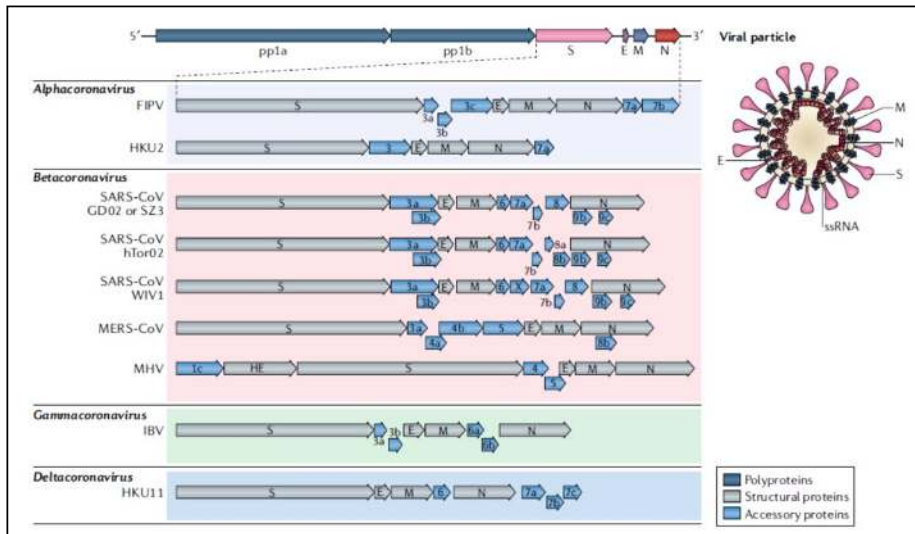 5′ 3′ Viral particle
pp1a pp1b S E M N
Alphacoronavirus
FIPV S 3a 3b 3c E M N 7a 7b
HKU2 S 3 E M N 7a
M
N
E
S
ssRNA
Betacoronavirus
SARS-CoV
GD02 or SZ3
S 3a 3b E M 6 7a 7b 8 N 9b 9c
SARS-CoV
hTor02
S 3a 3b E M 6 7a 7b 8a 8b N 9b 9c
SARS-CoV
WIV1
S 3a 3b E M 6 X 7a 7b 8 N 9b 9c
MERS-CoV S 3a 4a 4b 5 E M N 8b
MHV 1c HE S 4 5 E M N
Gammacoronavirus
IBV S 3a 3b E M 6a 6b N
Deltacoronavirus
HKU11 S E M 6 N 7a 7b 7c
Polyproteins
Structural proteins
Accessory proteins